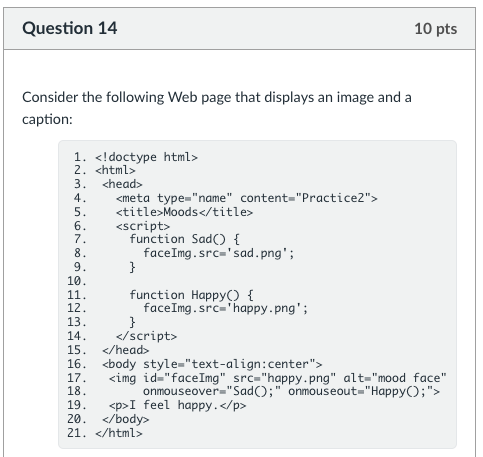 Question 14 10 pts
Consider the following Web page that displays an image and a
caption:
1. <!doctype html>
2. <html>
3. <head>
4. <meta type="name" content="Practice2">
5. <title>Moods</title>
6. <script>
7. function Sad() {
8. faceImg.src='sad.png';
9. }
10.
11. function Happy() {
12. faceImg.src='happy.png';
13. }
14. </script>
15. </head>
16. <body style="text-align:center">
17. <img id="faceImg" src="happy.png" alt="mood face"
18. onmouseover="Sad();" onmouseout="Happy();">
19. <p>I feel happy.</p>
20. </body>
21. </html>